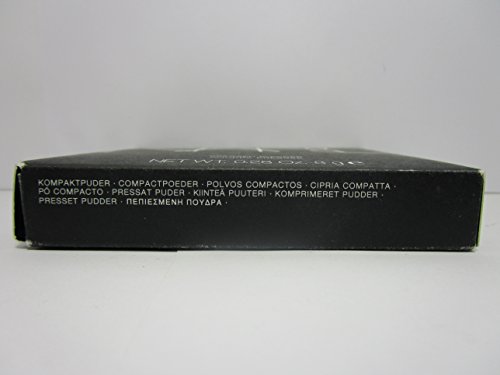 NET WT. 0.28 OZ. 8 g e
KOMPAKTPUDER · COMPACTPOEDER · POLVOS COMPACTOS · CIPRIA COMPATTA ·
PÓ COMPACTO · PRESSAT PUDER · KIINTEÄ PUUTERI · KOMPRIMERET PUDDER ·
PRESSET PUDDER · ΠΕΠΙΕΣΜΕΝΗ ΠΟΥΔΡΑ ·